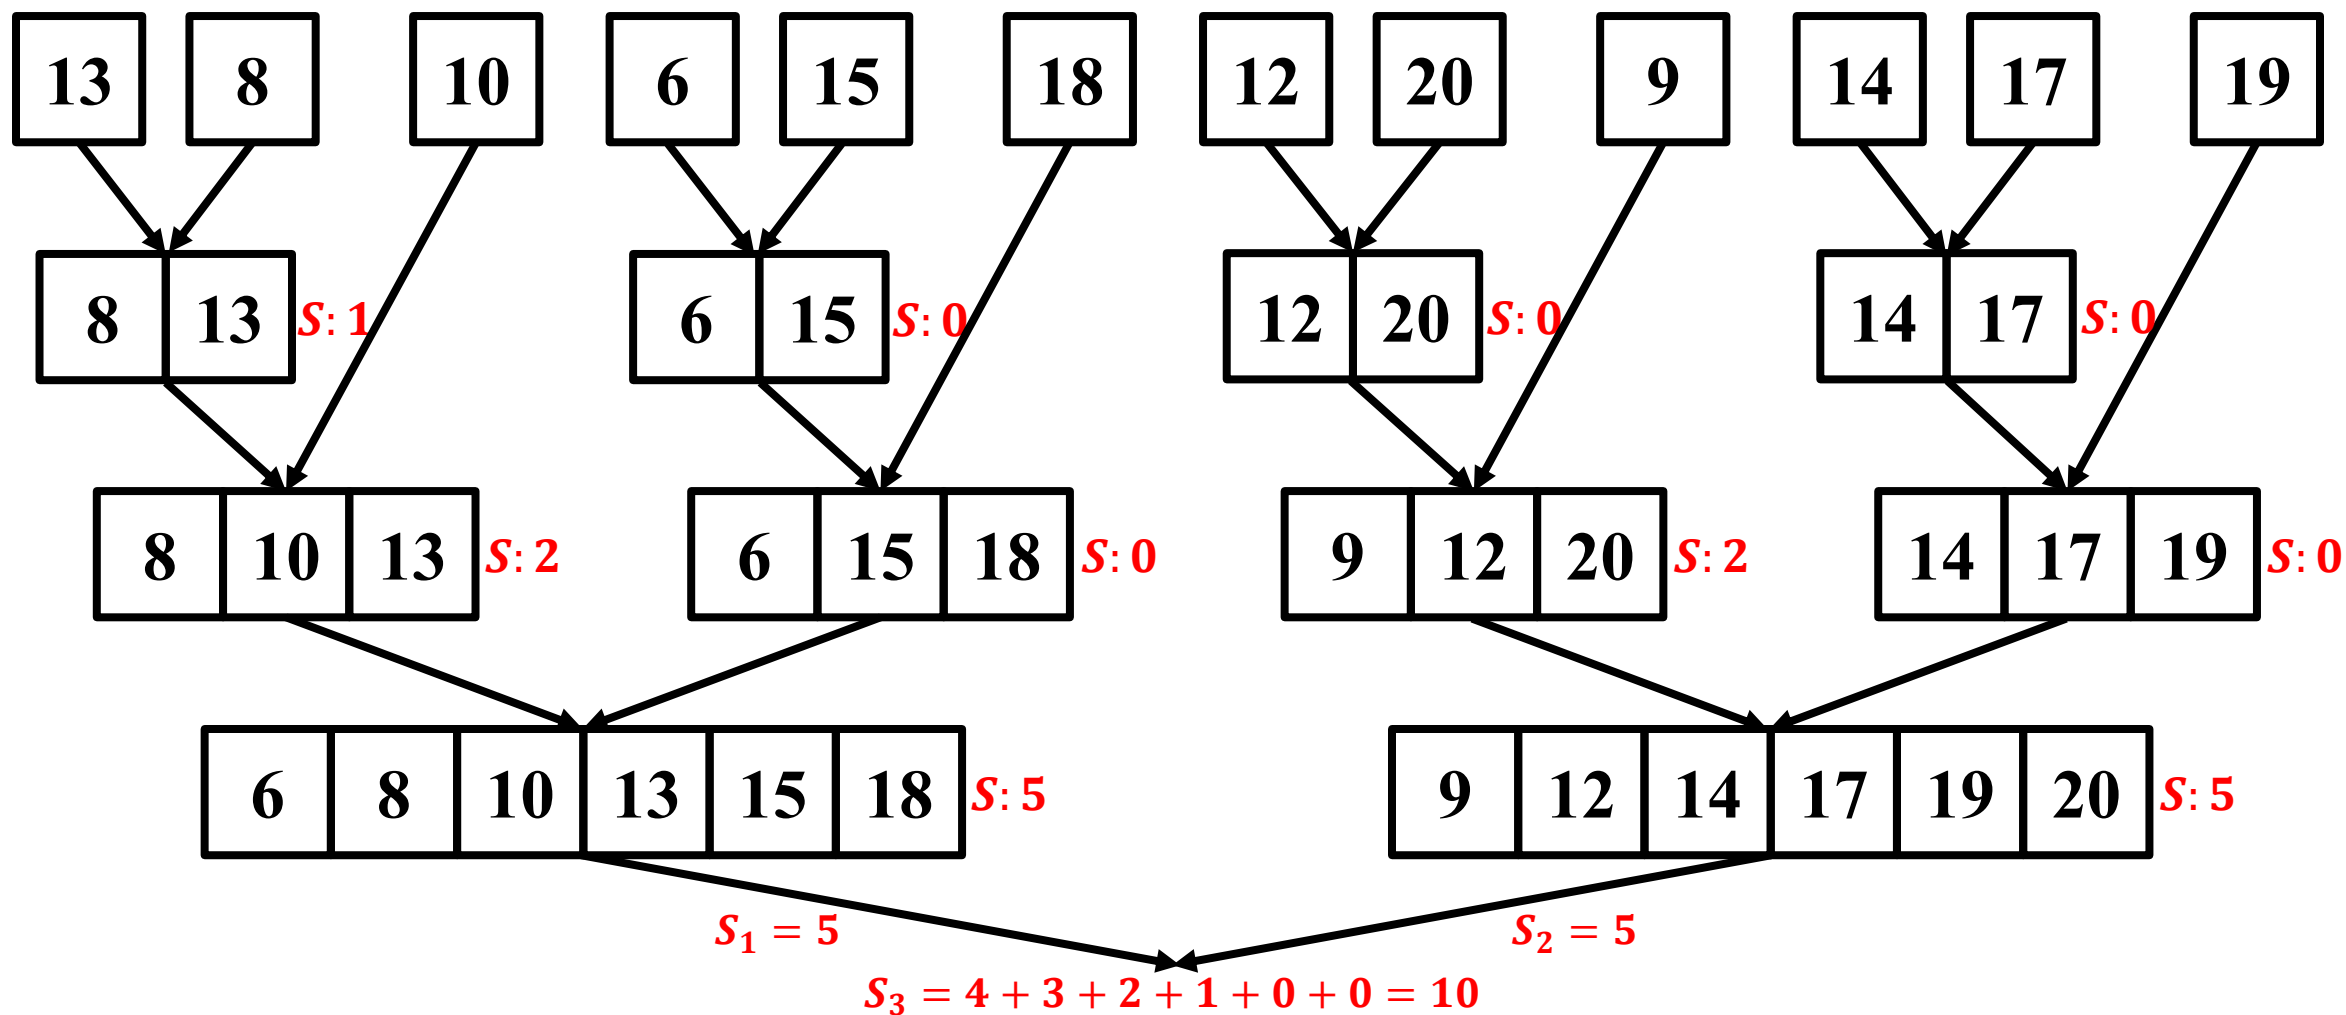 13 8 10 6 15 18 12 20 9 14 17 19
8 13 S: 1 6 15 S: 0 12 20 S: 0 14 17 S: 0
8 10 13 S: 2 6 15 18 S: 0 9 12 20 S: 2 14 17 19 S: 0
6 8 10 13 15 18 S: 5 9 12 14 17 19 20 S: 5
S₁ = 5 S₂ = 5
S₃ = 4 + 3 + 2 + 1 + 0 + 0 = 10